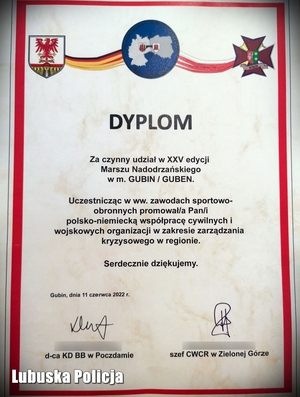 DYPLOM
Za czynny udział w XXV edycji
Marszu Nadodrzańskiego
w m. GUBIN / GUBEN.
Uczestnicząc w ww. zawodach sportowo-
obronnych promował/a Pan/i
polsko-niemiecką współpracę cywilnych i
wojskowych organizacji w zakresie zarządzania
kryzysowego w regionie.
Serdecznie dziękujemy.
Gubin, dnia 11 czerwca 2022 r.
d-ca KD BB w Poczdamie
szef CWCR w Zielonej Górze
Lubuska Policja